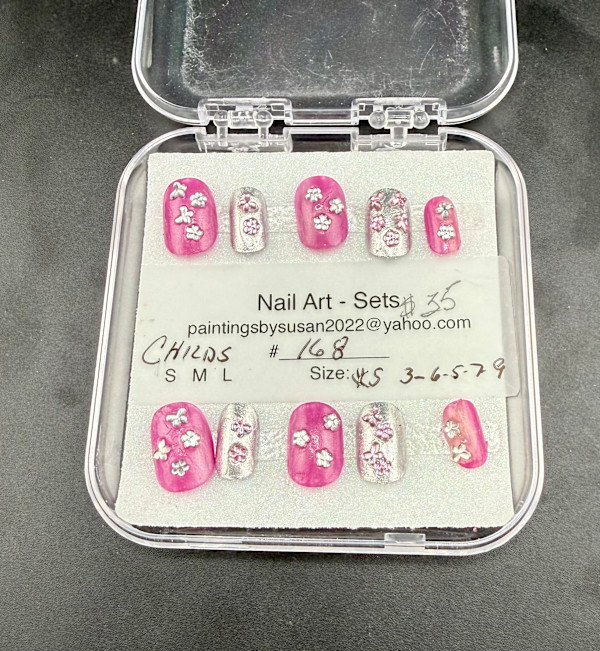 Nail Art - Sets $35
paintingsbysusan2022@yahoo.com
CHILDS # 168
S M L Size: XS 3-6-5-7-9